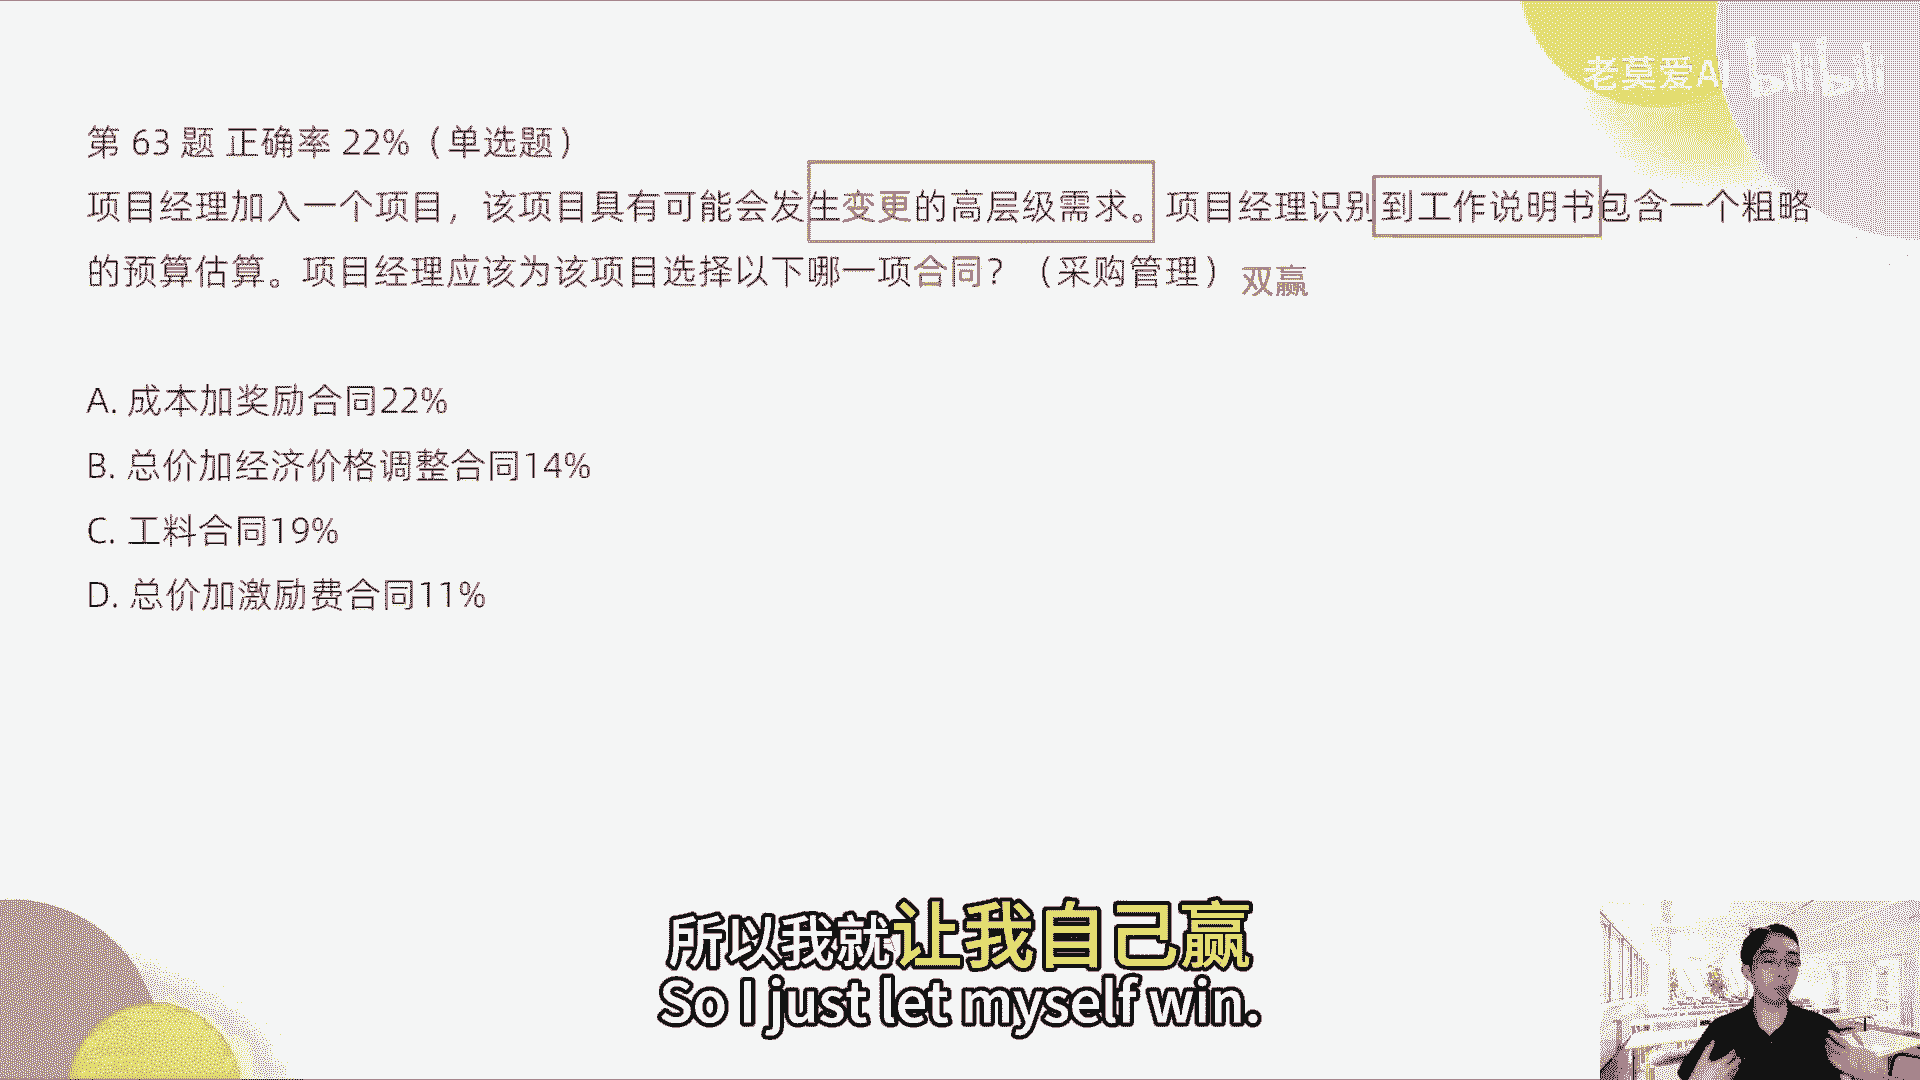 老莫爱AI bilibili
第 63 题 正确率 22%（单选题）
项目经理加入一个项目，该项目具有可能会发生变更的高层级需求。项目经理识别到工作说明书包含一个粗略
的预算估算。项目经理应该为该项目选择以下哪一项合同？（采购管理）双赢
A. 成本加奖励合同22%
B. 总价加经济价格调整合同14%
C. 工料合同19%
D. 总价加激励费合同11%
所以我就让我自己赢
So I just let myself win.